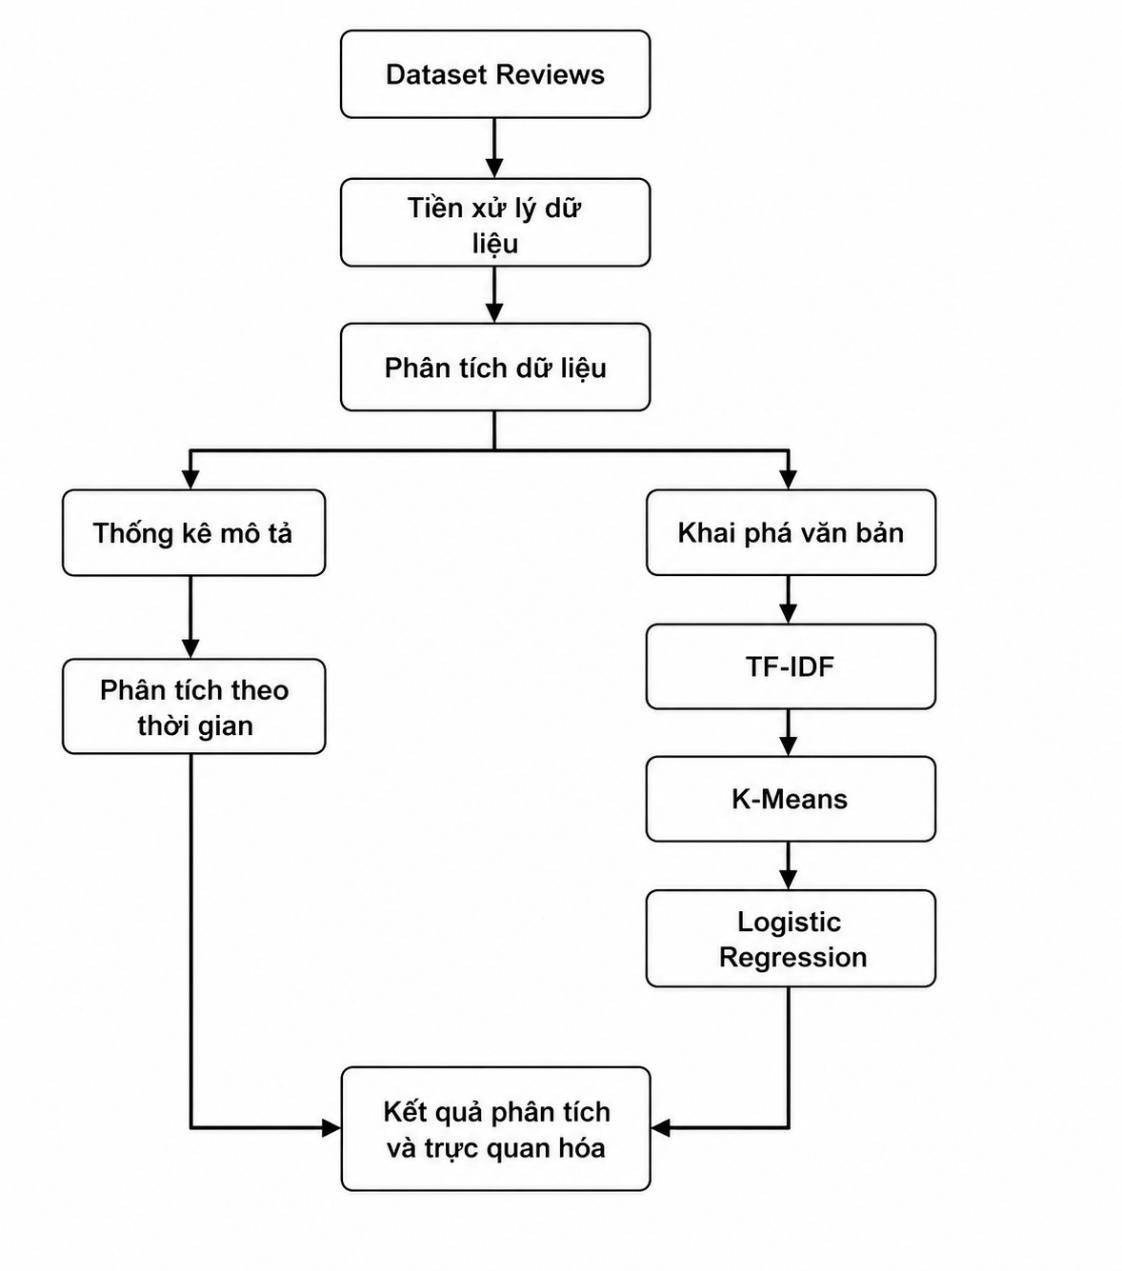 Dataset Reviews
Tiền xử lý dữ
liệu
Phân tích dữ liệu
Thống kê mô tả
Khai phá văn bản
Phân tích theo
thời gian
TF-IDF
K-Means
Logistic
Regression
Kết quả phân tích
và trực quan hóa